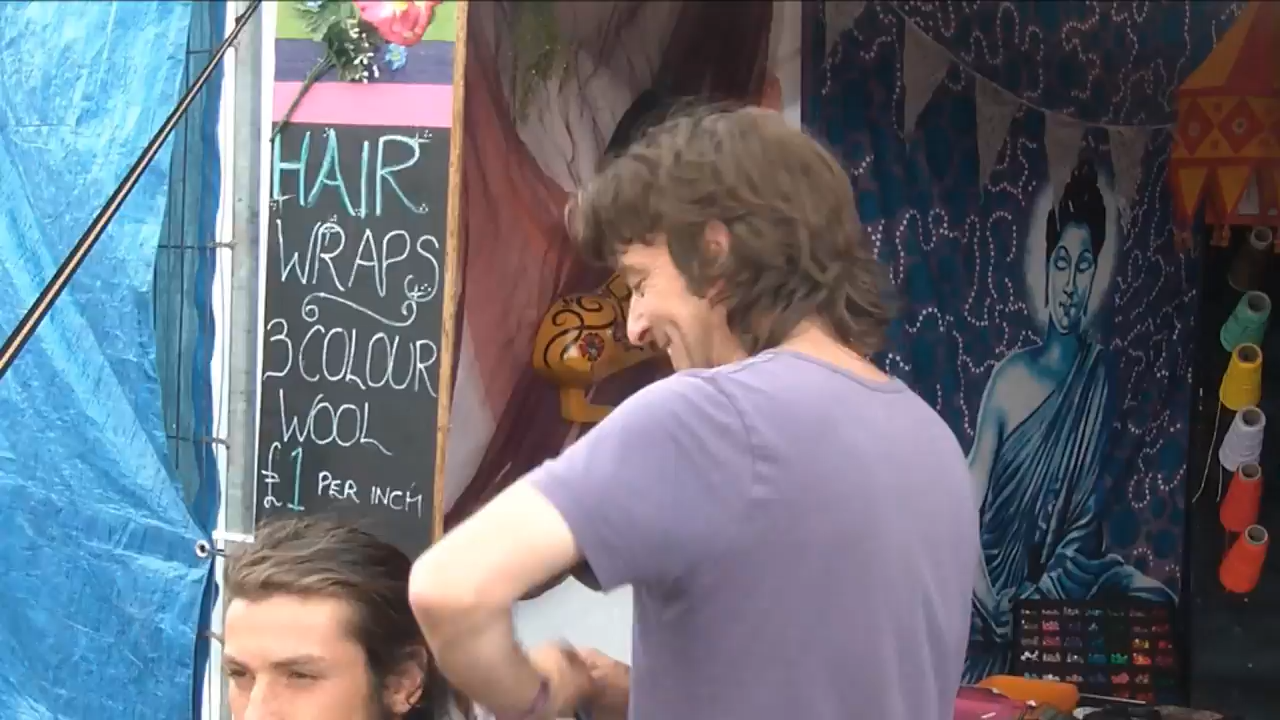 HAIR
WRAPS
3 COLOUR
WOOL
£1 PER INCH